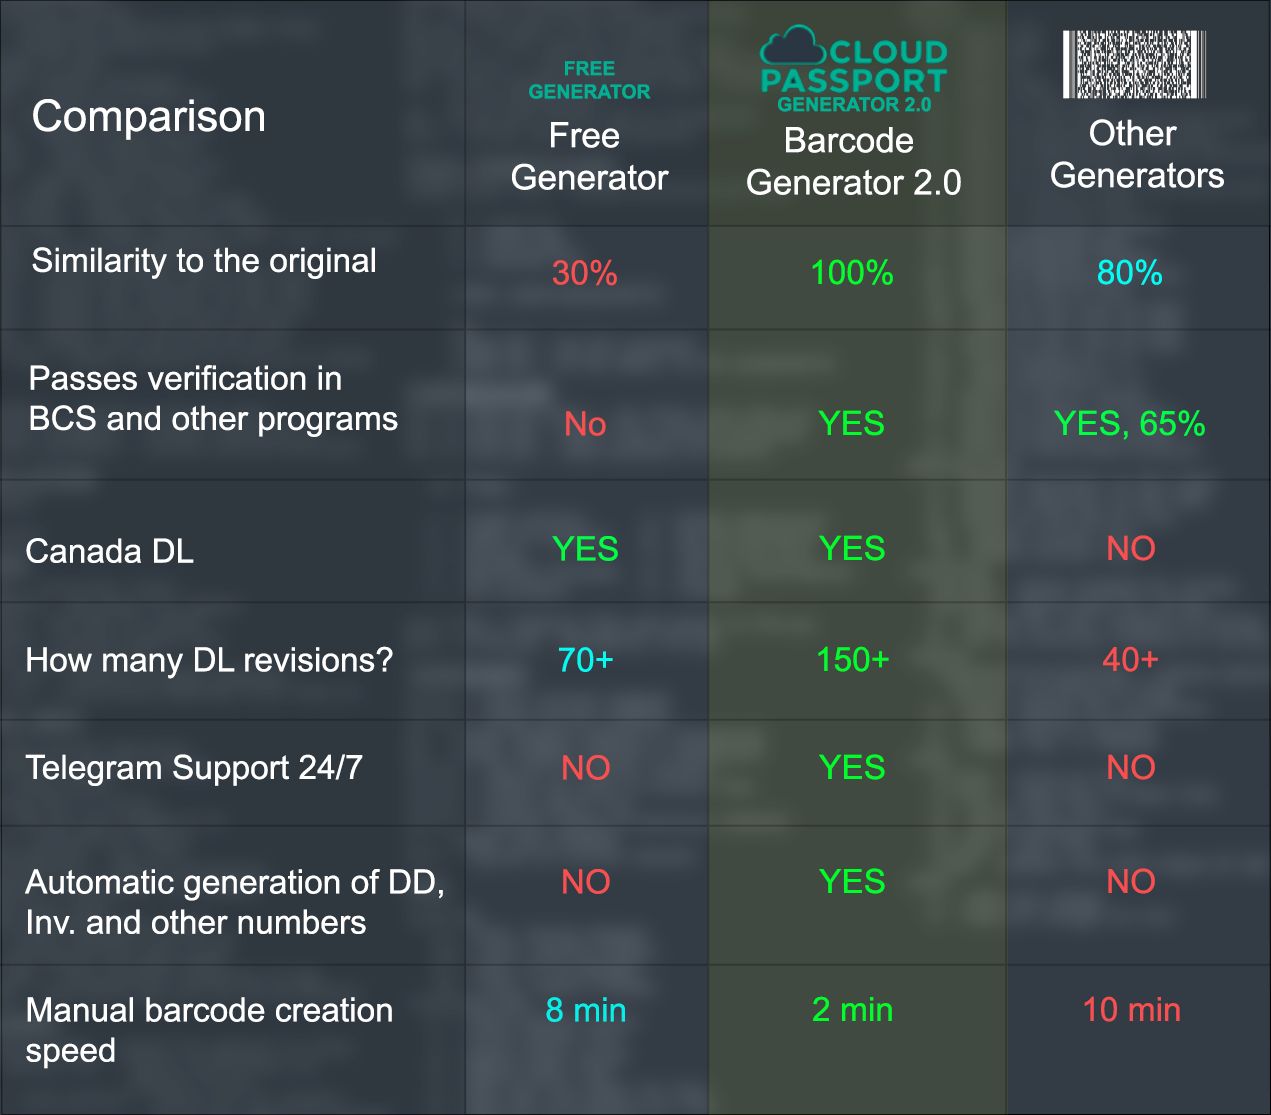 Comparison
FREE
GENERATOR
Free
Generator
CLOUD
PASSPORT
GENERATOR 2.0
Barcode
Generator 2.0
Other
Generators
Similarity to the original
30%
100%
80%
Passes verification in
BCS and other programs
No
YES
YES, 65%
Canada DL
YES
YES
NO
How many DL revisions?
70+
150+
40+
Telegram Support 24/7
NO
YES
NO
Automatic generation of DD,
Inv. and other numbers
NO
YES
NO
Manual barcode creation
speed
8 min
2 min
10 min